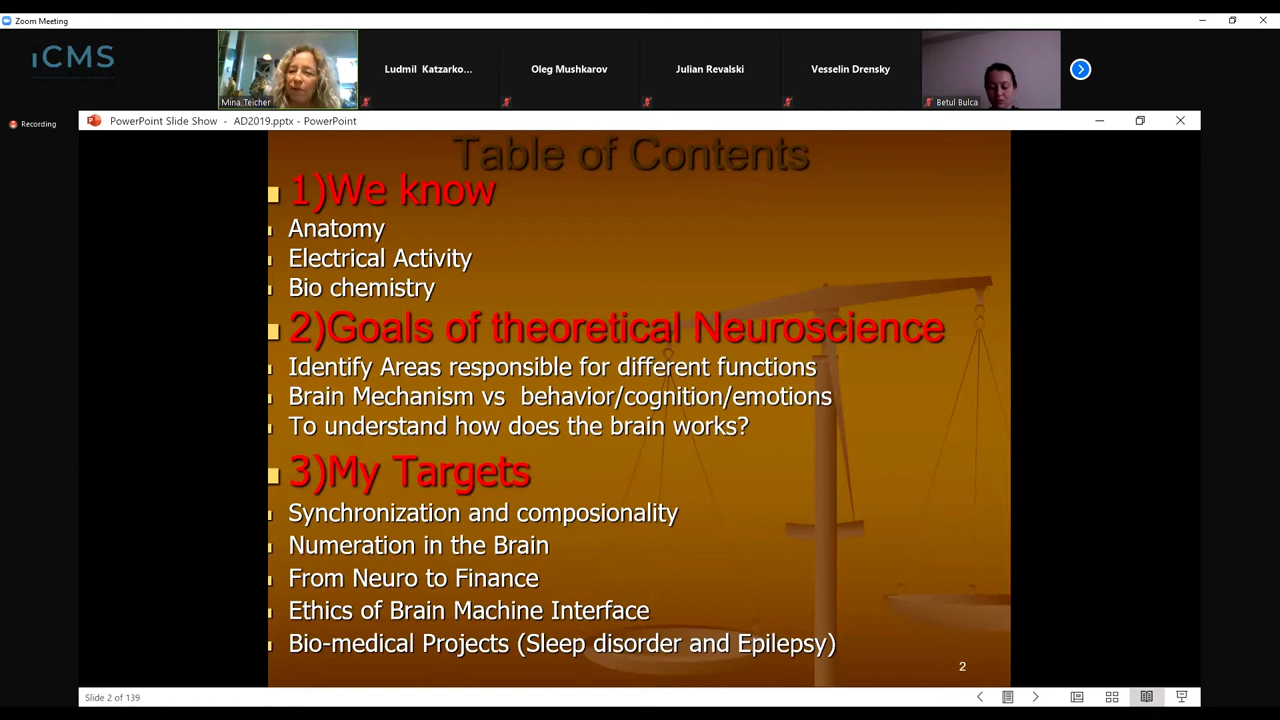 Zoom Meeting
iCMS
Mina Teicher
Ludmil Katzarko...
Oleg Mushkarov
Julian Revalski
Vesselin Drensky
Betul Bulca
Recording
PowerPoint Slide Show - AD2019.pptx - PowerPoint
Table of Contents
1)We know
Anatomy
Electrical Activity
Bio chemistry
2)Goals of theoretical Neuroscience
Identify Areas responsible for different functions
Brain Mechanism vs behavior/cognition/emotions
To understand how does the brain works?
3)My Targets
Synchronization and composionality
Numeration in the Brain
From Neuro to Finance
Ethics of Brain Machine Interface
Bio-medical Projects (Sleep disorder and Epilepsy)
2
Slide 2 of 139